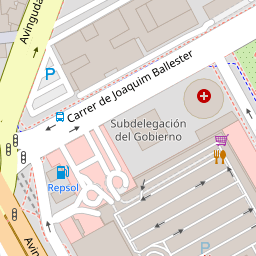 Avinguda
P
Carrer de Joaquim Ballester
Subdelegación
del Gobierno
Repsol
P
Avin